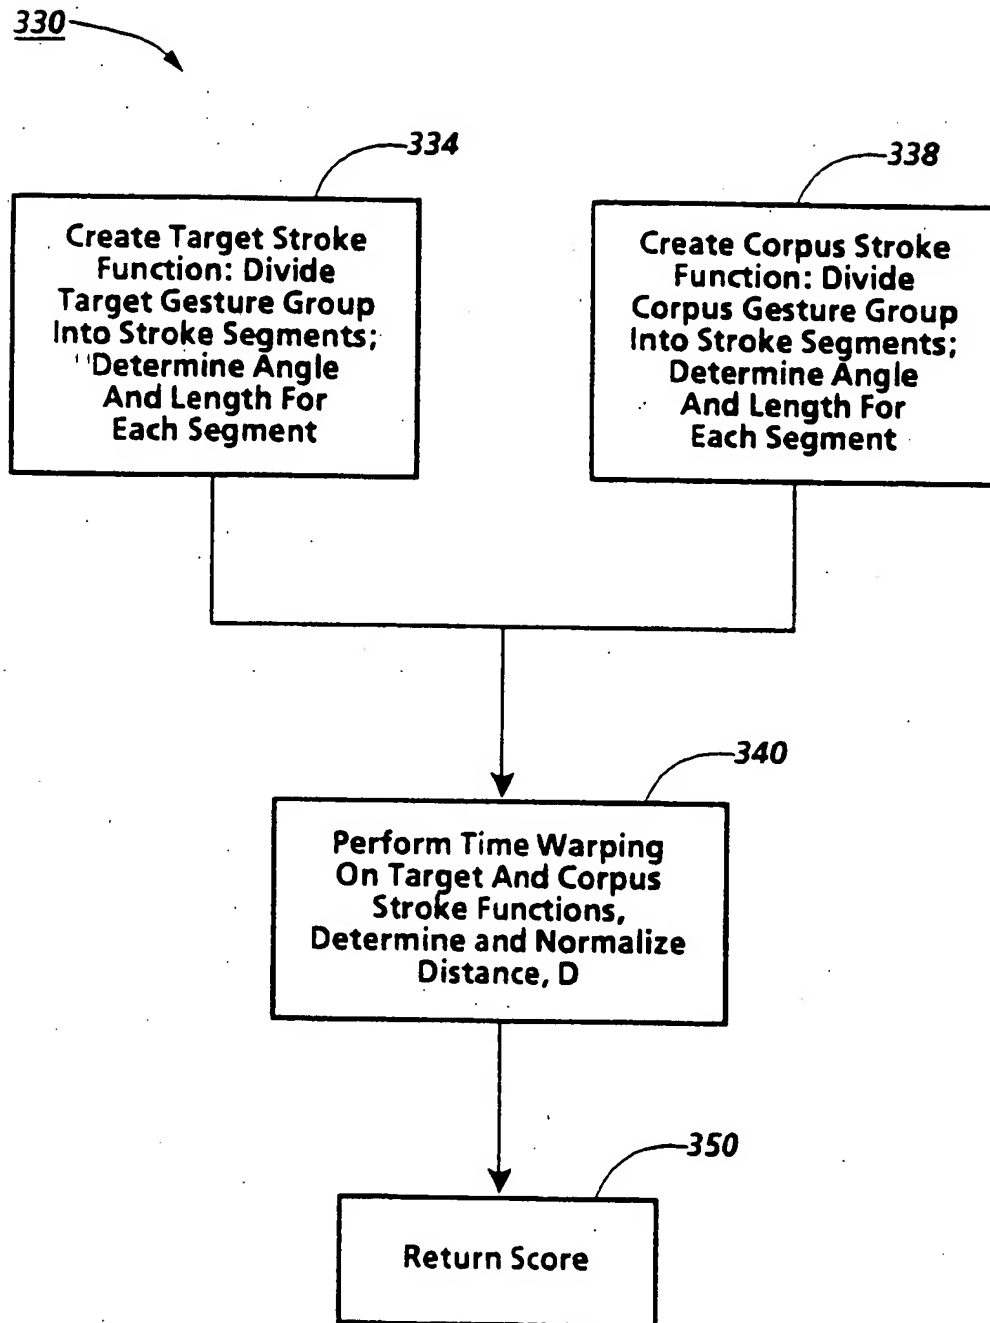 330
334
Create Target Stroke
Function: Divide
Target Gesture Group
Into Stroke Segments;
Determine Angle
And Length For
Each Segment
338
Create Corpus Stroke
Function: Divide
Corpus Gesture Group
Into Stroke Segments;
Determine Angle
And Length For
Each Segment
340
Perform Time Warping
On Target And Corpus
Stroke Functions,
Determine and Normalize
Distance, D
350
Return Score